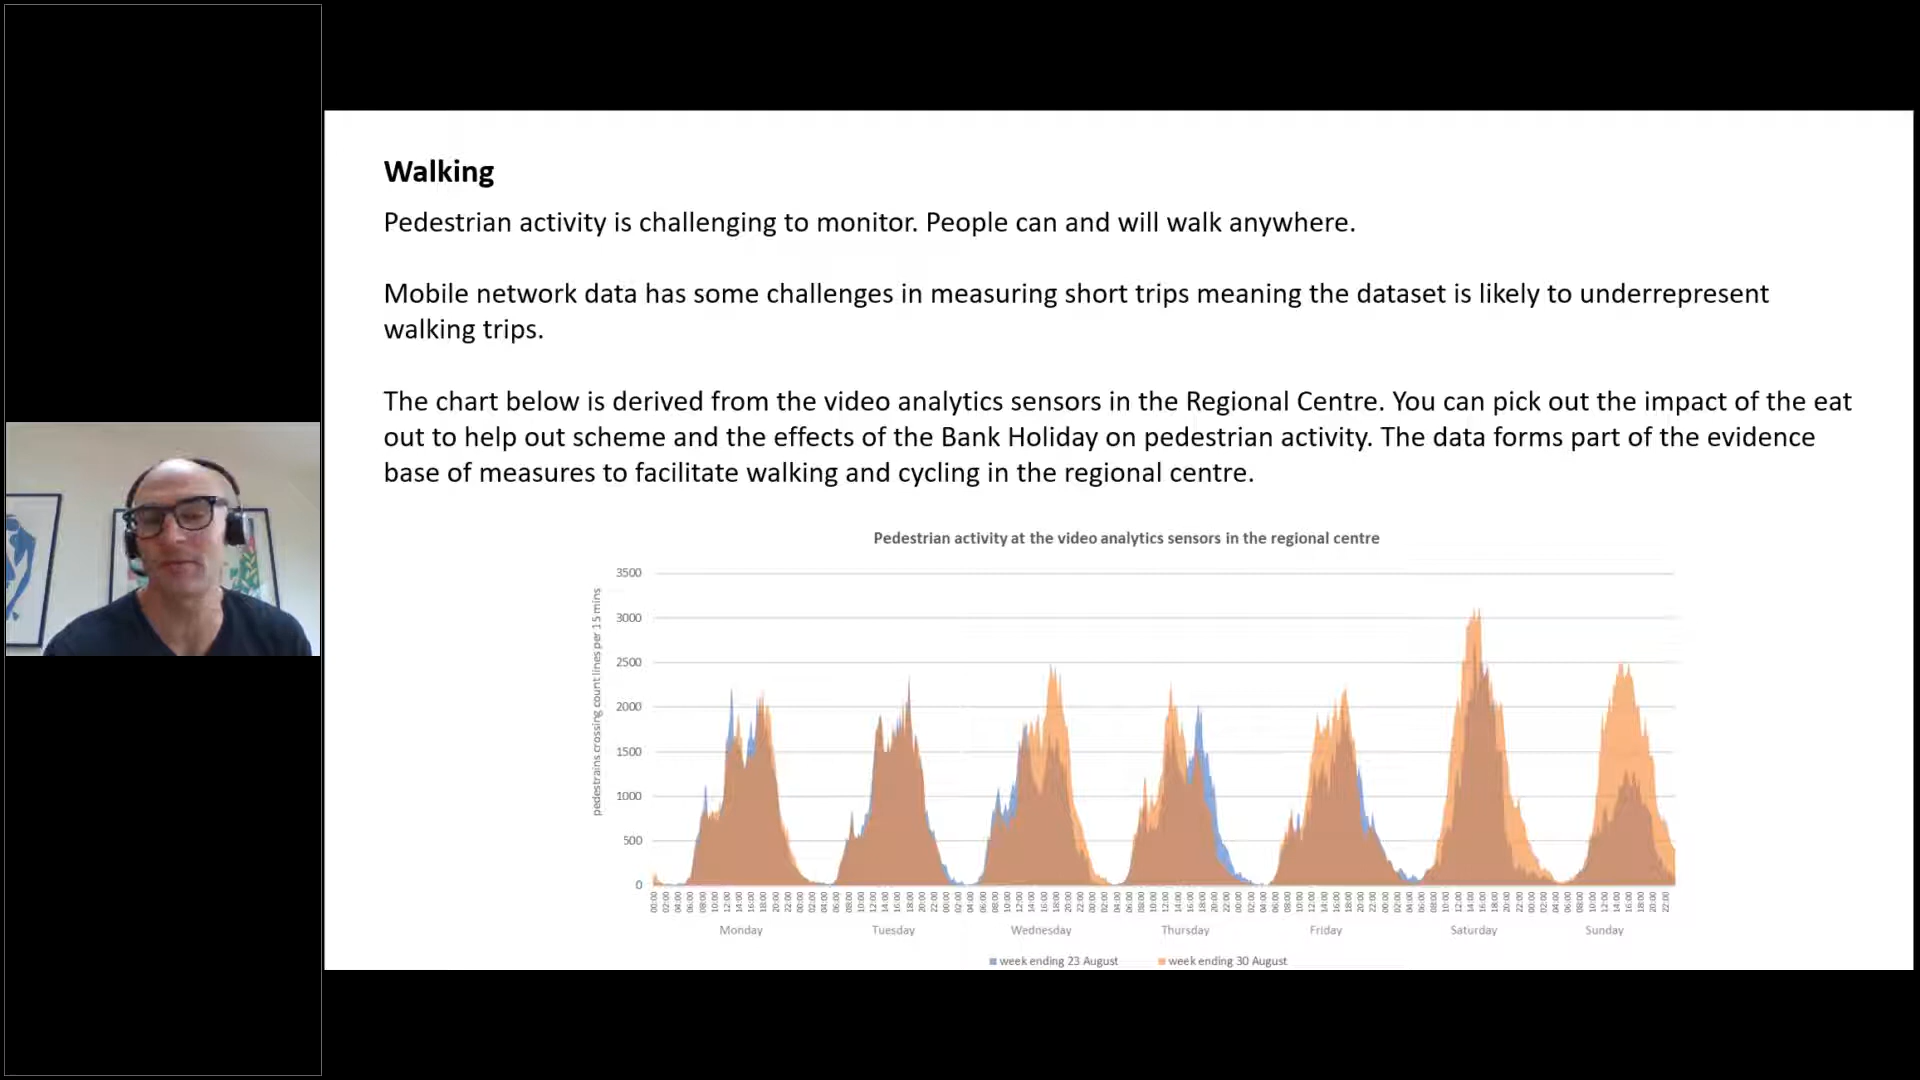 Walking
Pedestrian activity is challenging to monitor. People can and will walk anywhere.
Mobile network data has some challenges in measuring short trips meaning the dataset is likely to underrepresent
walking trips.
The chart below is derived from the video analytics sensors in the Regional Centre. You can pick out the impact of the eat
out to help out scheme and the effects of the Bank Holiday on pedestrian activity. The data forms part of the evidence
base of measures to facilitate walking and cycling in the regional centre.
Pedestrian activity at the video analytics sensors in the regional centre
pedestrains crossing count lines per 15 mins
3500
3000
2500
2000
1500
1000
500
0
Monday Tuesday Wednesday Thursday Friday Saturday Sunday
week ending 23 August week ending 30 August